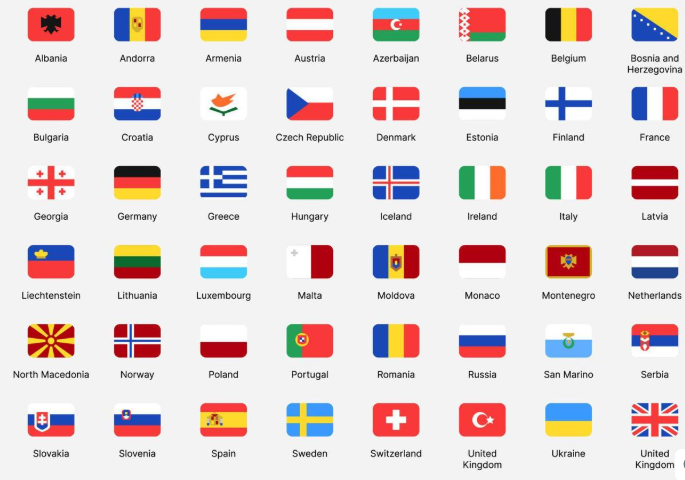 Albania Andorra Armenia Austria Azerbaijan Belarus Belgium Bosnia and
Herzegovina
Bulgaria Croatia Cyprus Czech Republic Denmark Estonia Finland France
Georgia Germany Greece Hungary Iceland Ireland Italy Latvia
Liechtenstein Lithuania Luxembourg Malta Moldova Monaco Montenegro Netherlands
North Macedonia Norway Poland Portugal Romania Russia San Marino Serbia
Slovakia Slovenia Spain Sweden Switzerland United Ukraine United
Kingdom Kingdom